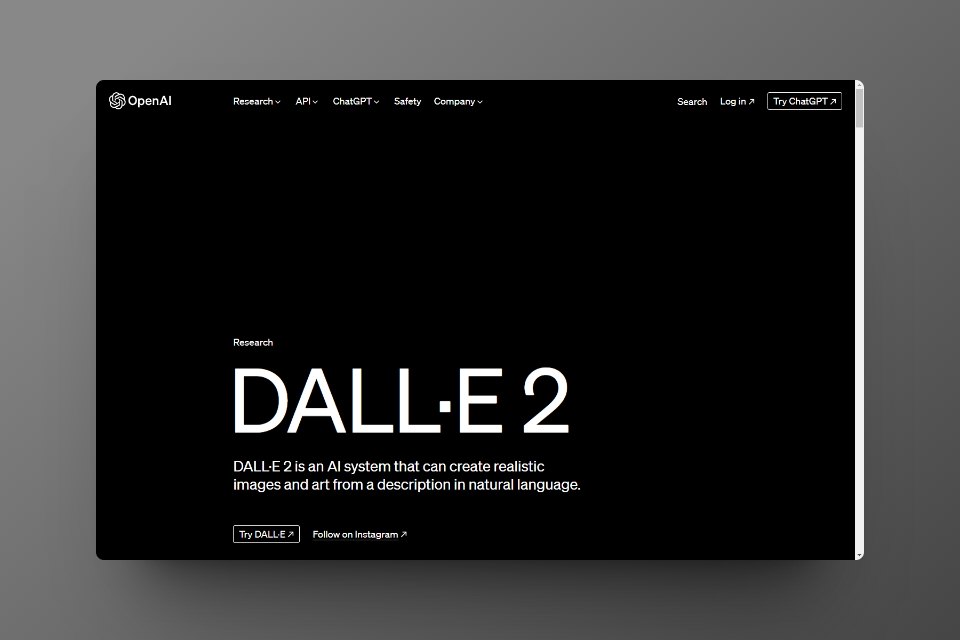 OpenAI Research API ChatGPT Safety Company Search Log in ↗ Try ChatGPT ↗
Research
DALL·E 2
DALL·E 2 is an AI system that can create realistic
images and art from a description in natural language.
Try DALL·E ↗ Follow on Instagram ↗